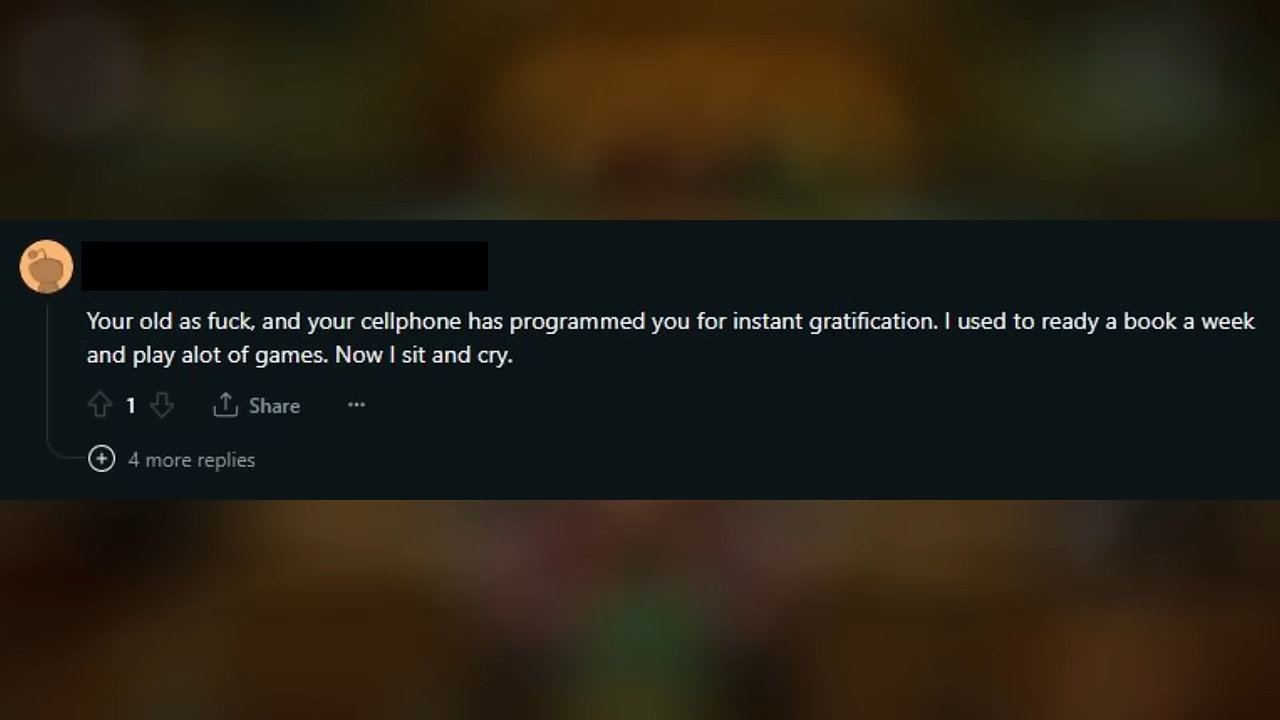 Your old as fuck, and your cellphone has programmed you for instant gratification. I used to ready a book a week
and play alot of games. Now I sit and cry.
1 Share ...
4 more replies